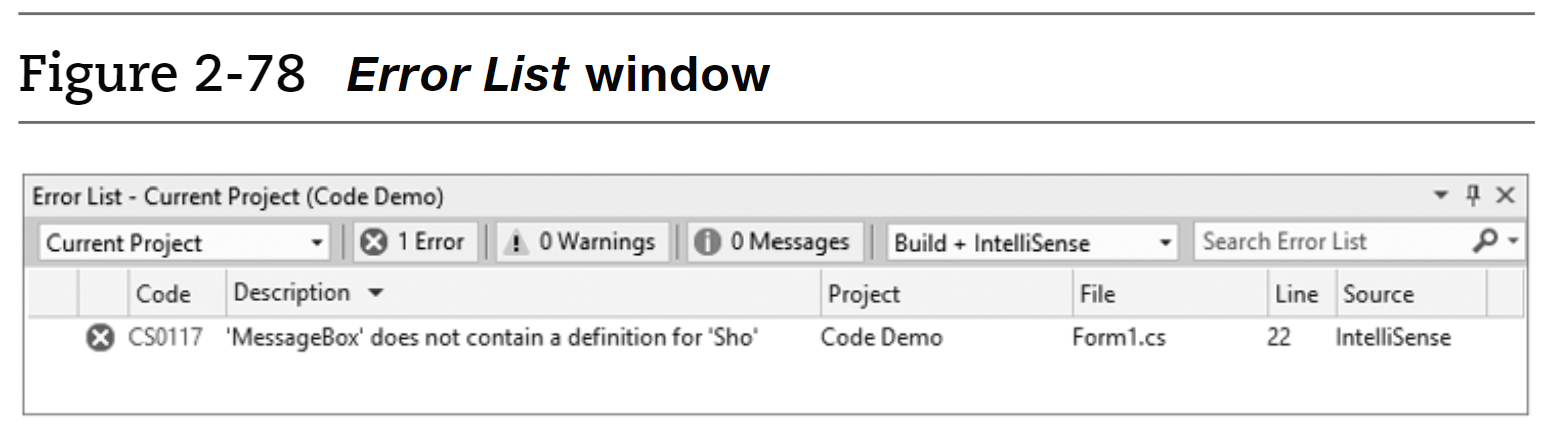 Figure 2-78 Error List window
Error List - Current Project (Code Demo)
Current Project 1 Error 0 Warnings 0 Messages Build + IntelliSense Search Error List
Code Description Project File Line Source
CS0117 'MessageBox' does not contain a definition for 'Sho' Code Demo Form1.cs 22 IntelliSense